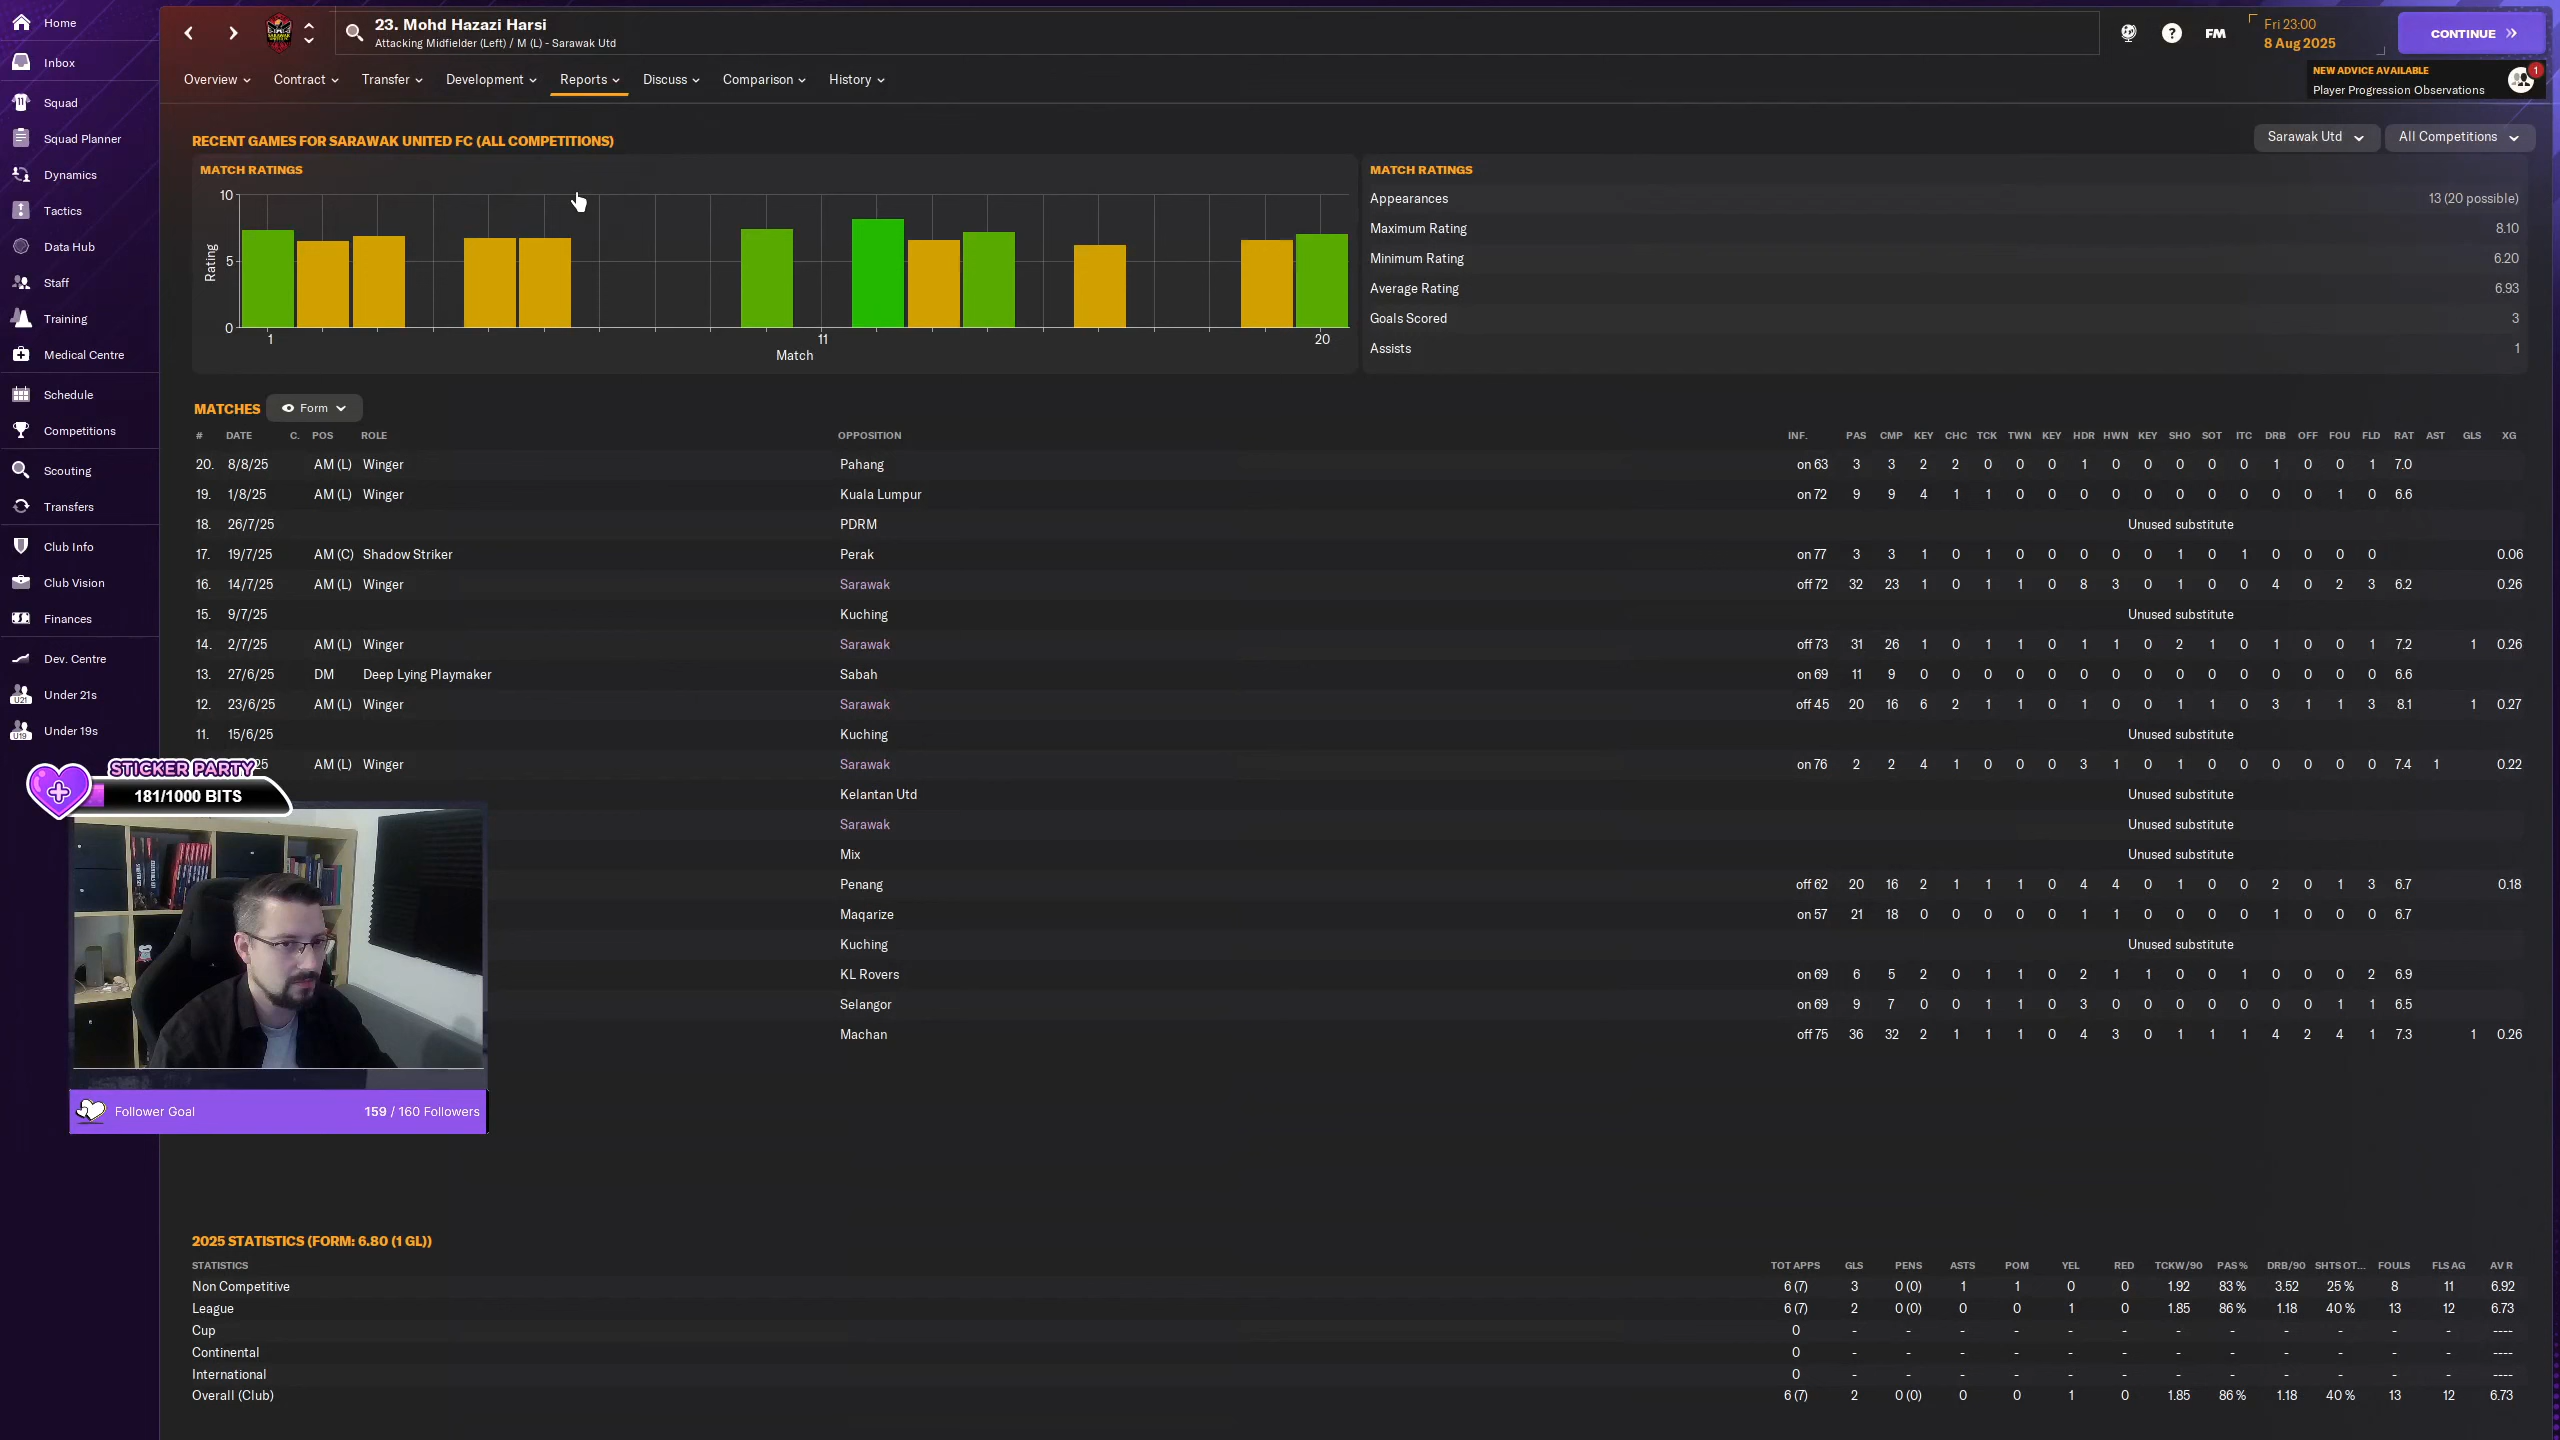 Home
Inbox
Squad
Squad Planner
Dynamics
Tactics
Data Hub
Staff
Training
Medical Centre
Schedule
Competitions
Scouting
Transfers
Club Info
Club Vision
Finances
Dev. Centre
Under 21s
Under 19s
23. Mohd Hazazi Harsi
Attacking Midfielder (Left) / M (L) - Sarawak Utd
FM
Fri 23:00
8 Aug 2025
CONTINUE
Overview Contract Transfer Development Reports Discuss Comparison History
NEW ADVICE AVAILABLE
Player Progression Observations
1
RECENT GAMES FOR SARAWAK UNITED FC (ALL COMPETITIONS)
Sarawak Utd All Competitions
MATCH RATINGS
10
5
0
Rating
1 11 20
Match
MATCH RATINGS
Appearances 13 (20 possible)
Maximum Rating 8.10
Minimum Rating 6.20
Average Rating 6.93
Goals Scored 3
Assists 1
MATCHES Form
# DATE C. POS ROLE OPPOSITION INF. PAS CMP KEY CHC TCK TWN KEY HDR HWN KEY SHO SOT ITC DRB OFF FOU FLD RAT AST GLS XG
20. 8/8/25 AM (L) Winger Pahang on 63 3 3 2 2 0 0 0 1 0 0 0 0 0 1 0 0 1 7.0
19. 1/8/25 AM (L) Winger Kuala Lumpur on 72 9 9 4 1 1 0 0 0 0 0 0 0 0 0 0 1 0 6.6
18. 26/7/25 PDRM Unused substitute
17. 19/7/25 AM (C) Shadow Striker Perak on 77 3 3 1 0 1 0 0 0 0 0 1 0 1 0 0 0 0 0.06
16. 14/7/25 AM (L) Winger Sarawak off 72 32 23 1 0 1 1 0 8 3 0 1 0 0 4 0 2 3 6.2 0.26
15. 9/7/25 Kuching Unused substitute
14. 2/7/25 AM (L) Winger Sarawak off 73 31 26 1 0 1 1 0 1 1 0 2 1 0 1 0 0 1 7.2 1 0.26
13. 27/6/25 DM Deep Lying Playmaker Sabah on 69 11 9 0 0 0 0 0 0 0 0 0 0 0 0 0 0 0 6.6
12. 23/6/25 AM (L) Winger Sarawak off 45 20 16 6 2 1 1 0 1 0 0 1 1 0 3 1 1 3 8.1 1 0.27
11. 15/6/25 Kuching Unused substitute
25 AM (L) Winger Sarawak on 76 2 2 4 1 0 0 0 3 1 0 1 0 0 0 0 0 0 7.4 1 0.22
Kelantan Utd Unused substitute
Sarawak Unused substitute
Mix Unused substitute
Penang off 62 20 16 2 1 1 1 0 4 4 0 1 0 0 2 0 1 3 6.7 0.18
Maqarize on 57 21 18 0 0 0 0 0 1 1 0 0 0 0 1 0 0 0 6.7
Kuching Unused substitute
KL Rovers on 69 6 5 2 0 1 1 0 2 1 1 0 0 1 0 0 0 2 6.9
Selangor on 69 9 7 0 0 1 1 0 3 0 0 0 0 0 0 0 1 1 6.5
Machan off 75 36 32 2 1 1 1 0 4 3 0 1 1 1 4 2 4 1 7.3 1 0.26
STICKER PARTY
181/1000 BITS
Follower Goal 159 / 160 Followers
2025 STATISTICS (FORM: 6.80 (1 GL))
STATISTICS TOT APPS GLS PENS ASTS POM YEL RED TCKW/90 PAS % DRB/90 SHTS OT... FOULS FLS AG AV R
Non Competitive 6 (7) 3 0 (0) 1 1 0 0 1.92 83 % 3.52 25 % 8 11 6.92
League 6 (7) 2 0 (0) 0 0 1 0 1.85 86 % 1.18 40 % 13 12 6.73
Cup 0 - - - - - - - - - - - - ----
Continental 0 - - - - - - - - - - - - ----
International 0 - - - - - - - - - - - - ----
Overall (Club) 6 (7) 2 0 (0) 0 0 1 0 1.85 86 % 1.18 40 % 13 12 6.73